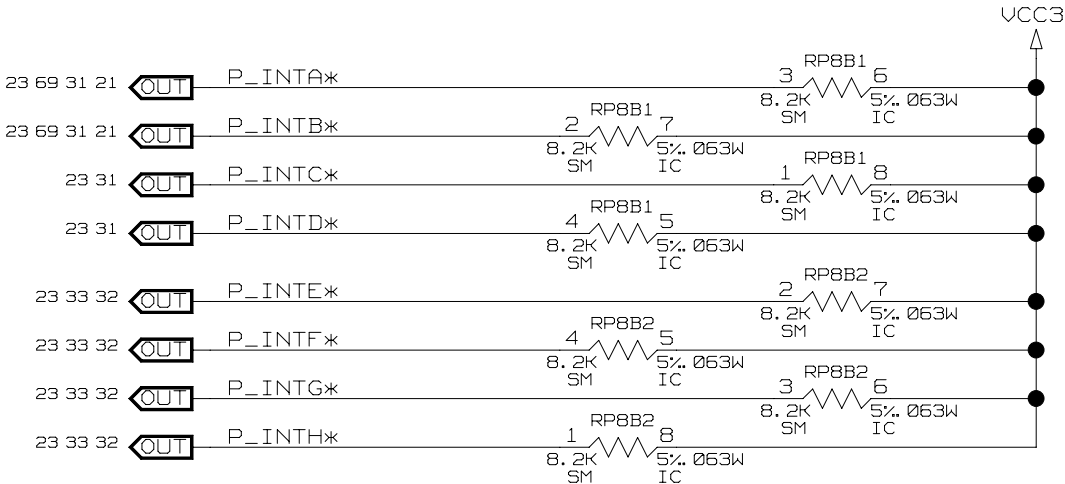 VCC3
23 69 31 21 OUT P_INTA* 3 RP8B1 6
8.2K 5%.063W
SM IC
23 69 31 21 OUT P_INTB* 2 RP8B1 7
8.2K 5%.063W
SM IC
23 31 OUT P_INTC* 1 RP8B1 8
8.2K 5%.063W
SM IC
23 31 OUT P_INTD* 4 RP8B1 5
8.2K 5%.063W
SM IC
23 33 32 OUT P_INTE* 2 RP8B2 7
8.2K 5%.063W
SM IC
23 33 32 OUT P_INTF* 4 RP8B2 5
8.2K 5%.063W
SM IC
23 33 32 OUT P_INTG* 3 RP8B2 6
8.2K 5%.063W
SM IC
23 33 32 OUT P_INTH* 1 RP8B2 8
8.2K 5%.063W
SM IC